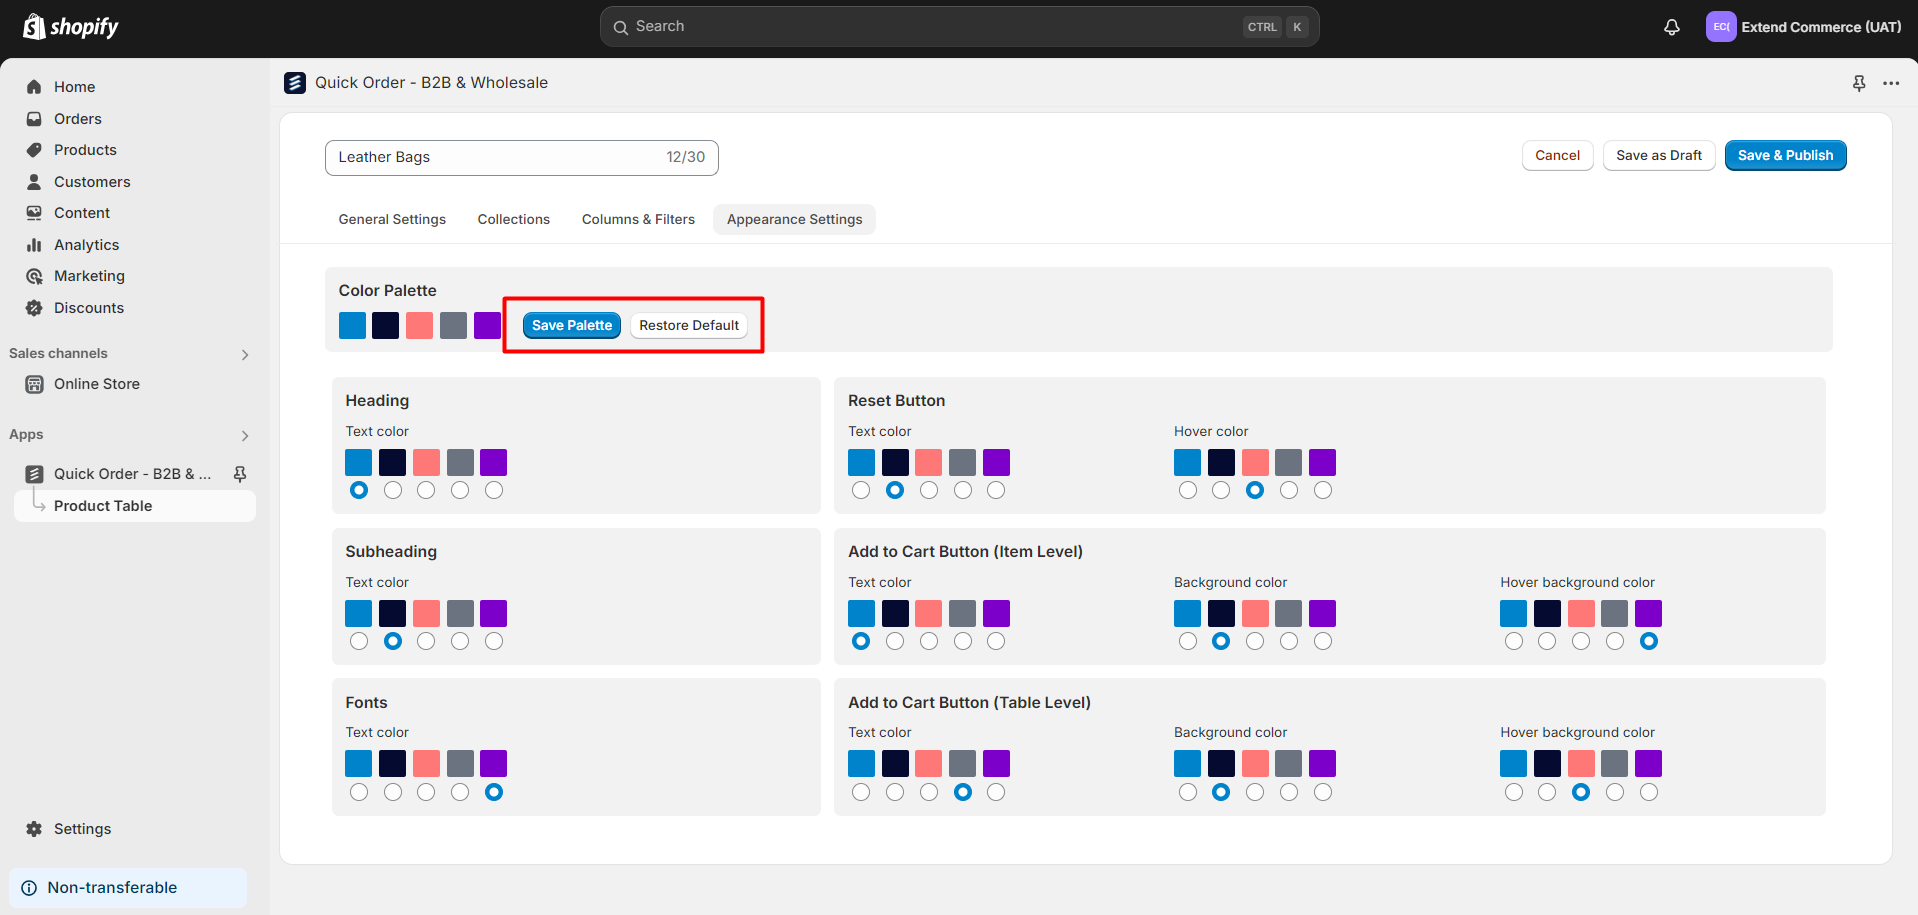 shopify
Search
CTRL K
EC(
Extend Commerce (UAT)
Home
Orders
Products
Customers
Content
Analytics
Marketing
Discounts
Sales channels
Online Store
Apps
Quick Order - B2B & ...
Product Table
Settings
Non-transferable
Quick Order - B2B & Wholesale
Leather Bags 12/30
Cancel
Save as Draft
Save & Publish
General Settings
Collections
Columns & Filters
Appearance Settings
Color Palette
Save Palette
Restore Default
Heading
Text color
Reset Button
Text color
Hover color
Subheading
Text color
Add to Cart Button (Item Level)
Text color
Background color
Hover background color
Fonts
Text color
Add to Cart Button (Table Level)
Text color
Background color
Hover background color